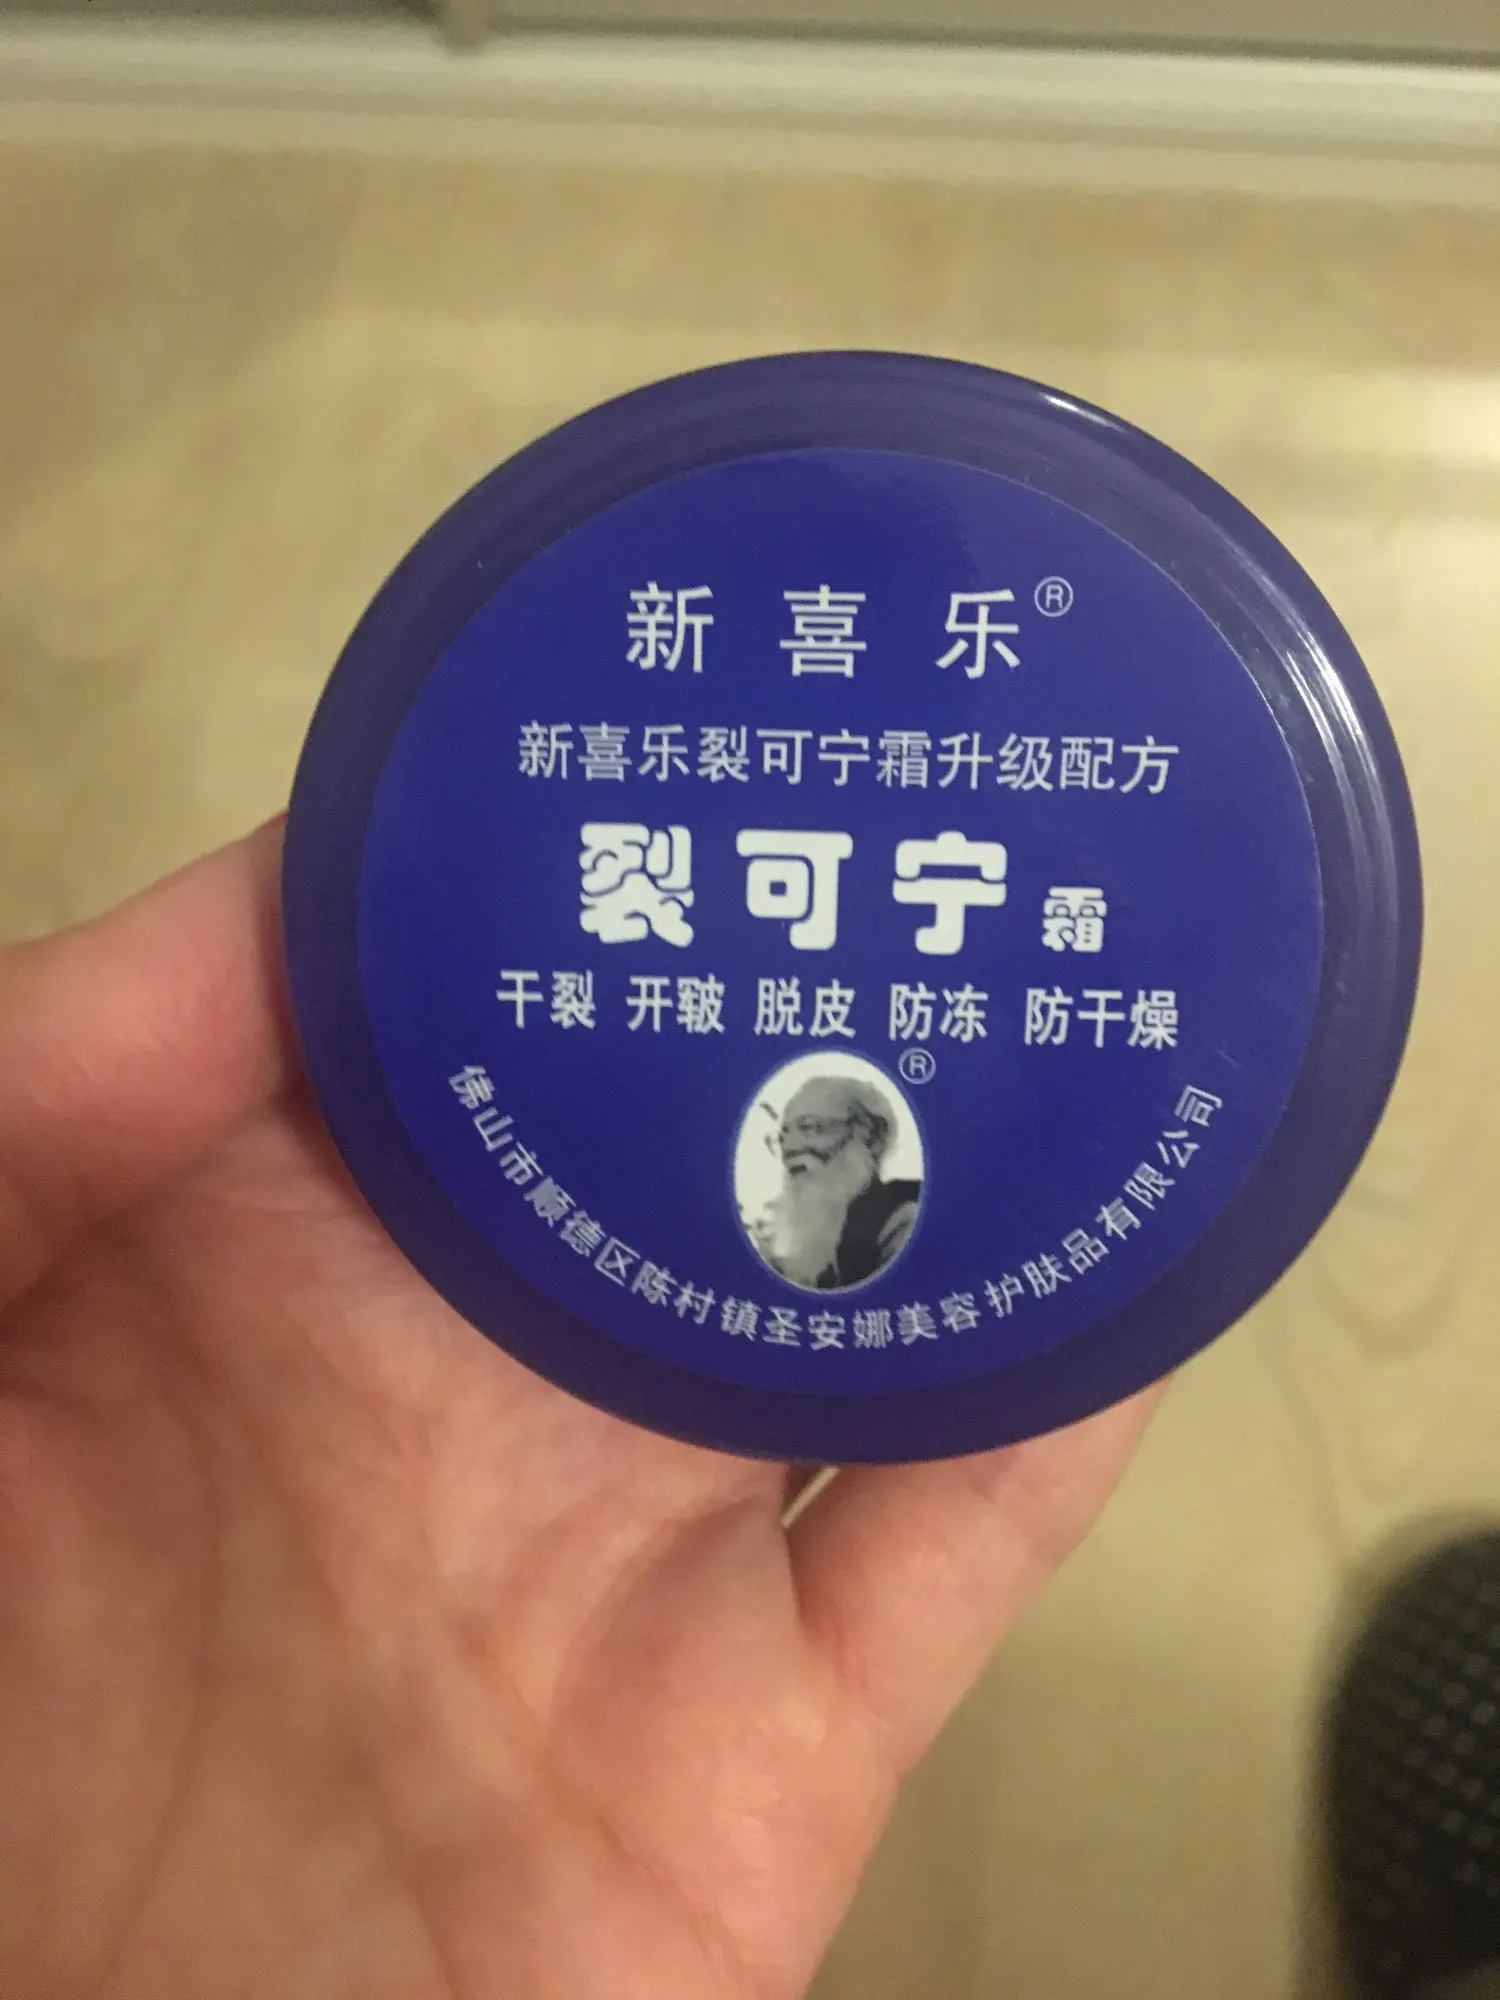 新喜乐®
新喜乐裂可宁霜升级配方
裂可宁霜
干裂 开皲 脱皮 防冻 防干燥
®
佛山市顺德区陈村镇圣安娜美容护肤品有限公司